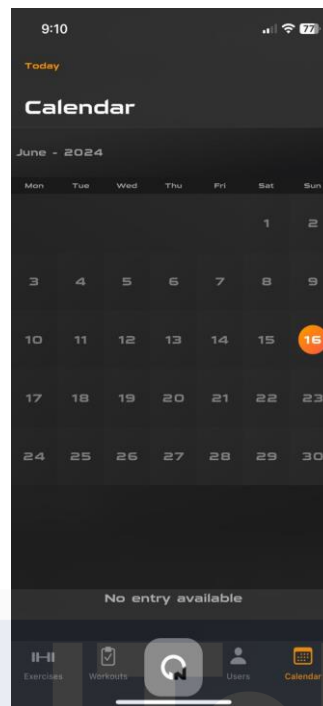 9:10
77
Today
Calendar
June - 2024
Mon Tue Wed Thu Fri Sat Sun
1 2
3 4 5 6 7 8 9
10 11 12 13 14 15 16
17 18 19 20 21 22 23
24 25 26 27 28 29 30
No entry available
Exercises Workouts Users Calendar